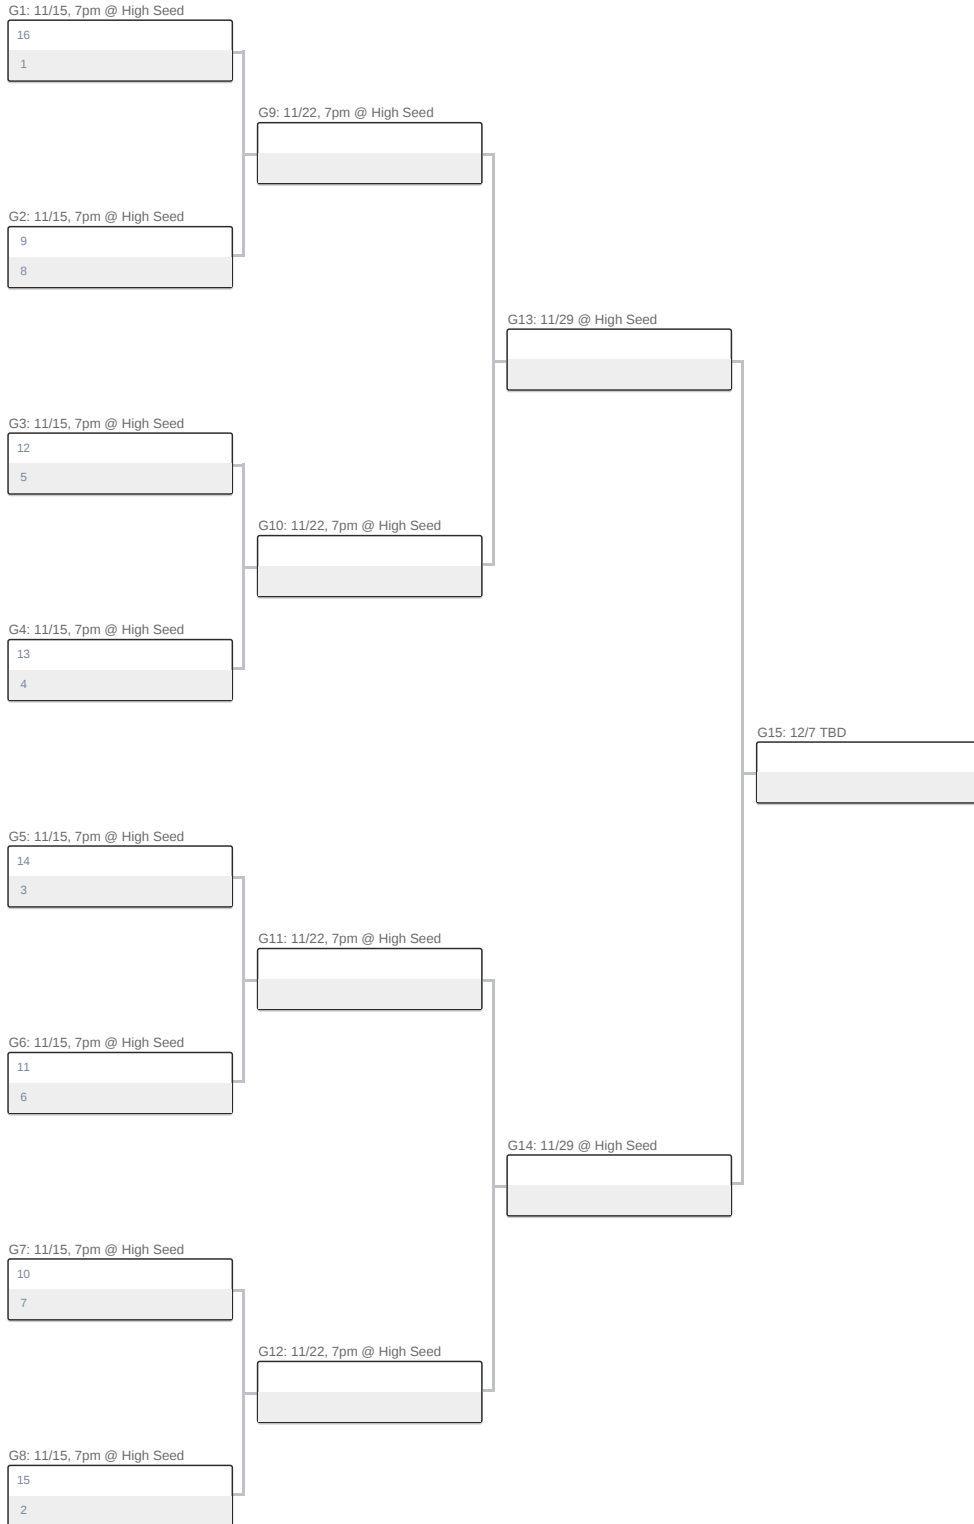 G1: 11/15, 7pm @ High Seed
16
1
G9: 11/22, 7pm @ High Seed
G2: 11/15, 7pm @ High Seed
9
8
G13: 11/29 @ High Seed
G3: 11/15, 7pm @ High Seed
12
5
G10: 11/22, 7pm @ High Seed
G4: 11/15, 7pm @ High Seed
13
4
G15: 12/7 TBD
G5: 11/15, 7pm @ High Seed
14
3
G11: 11/22, 7pm @ High Seed
G6: 11/15, 7pm @ High Seed
11
6
G14: 11/29 @ High Seed
G7: 11/15, 7pm @ High Seed
10
7
G12: 11/22, 7pm @ High Seed
G8: 11/15, 7pm @ High Seed
15
2